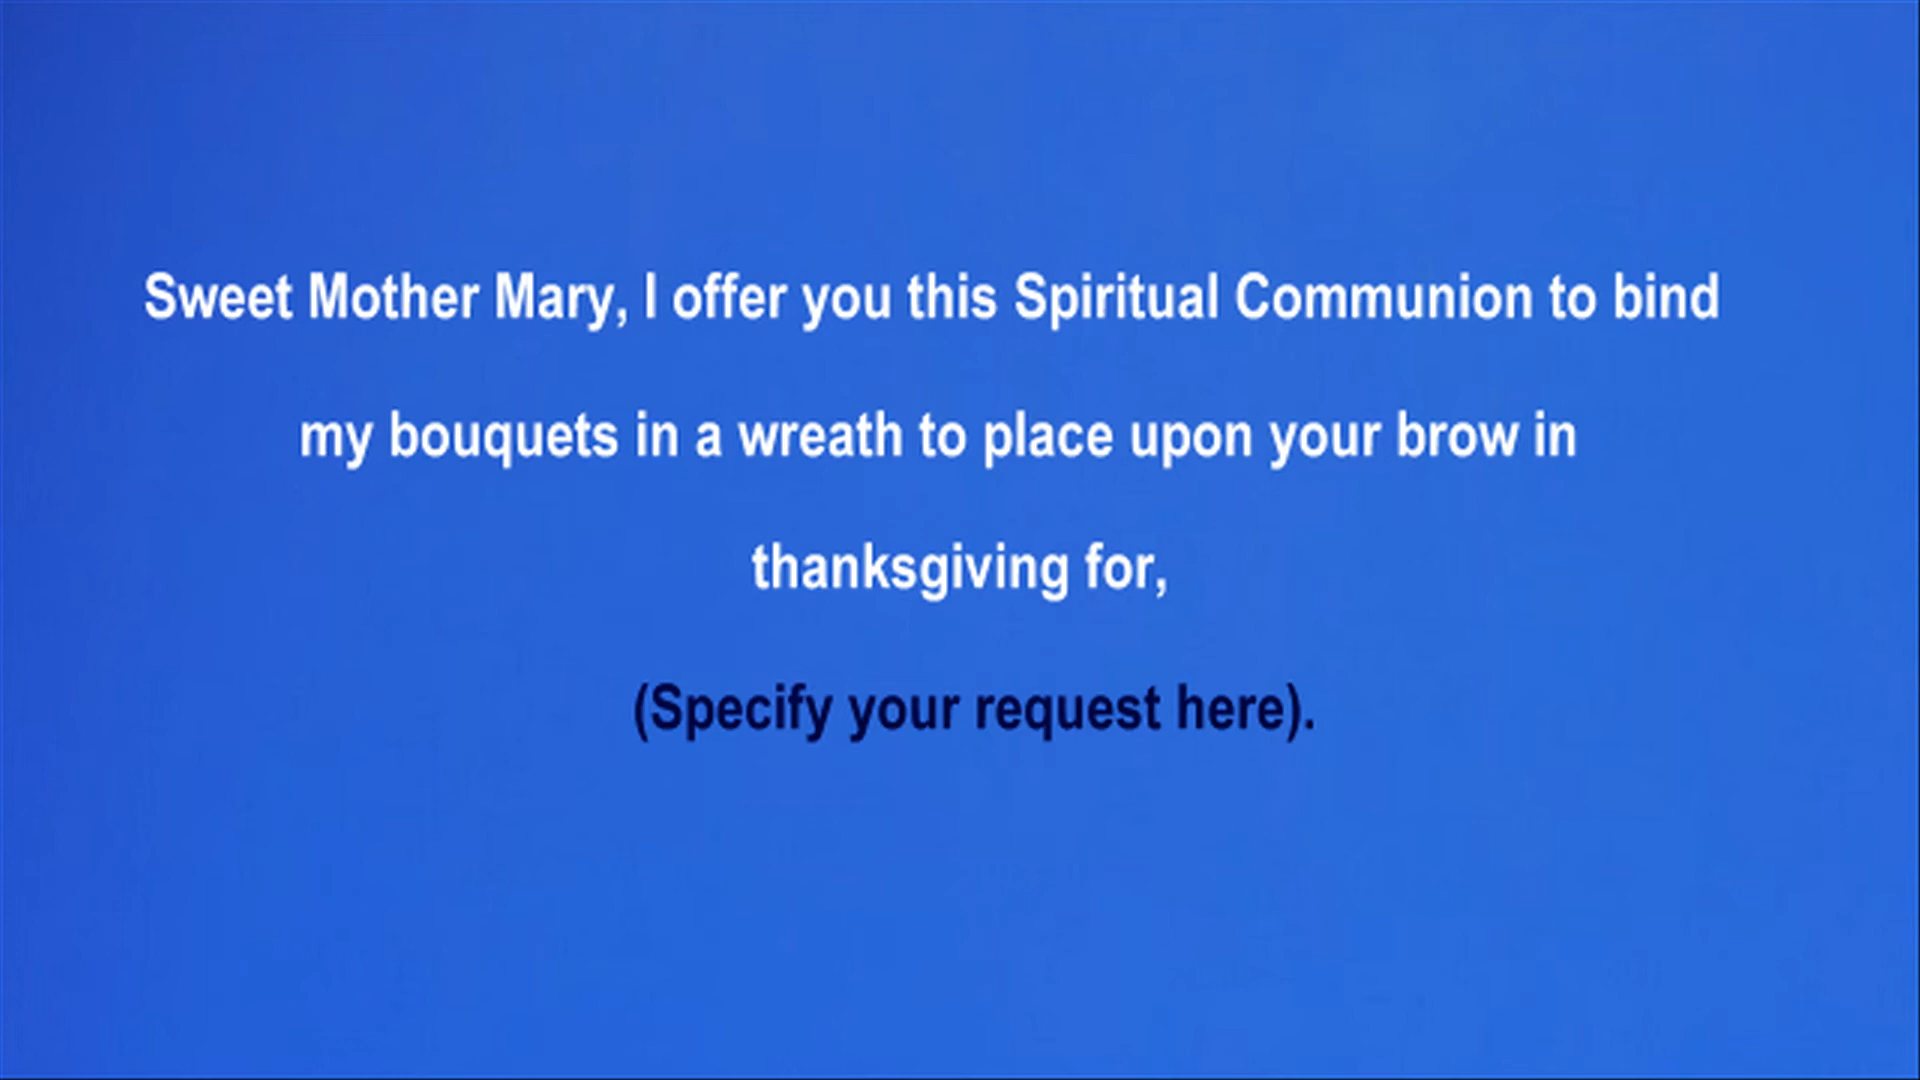 Sweet Mother Mary, I offer you this Spiritual Communion to bind
my bouquets in a wreath to place upon your brow in
thanksgiving for,
(Specify your request here).